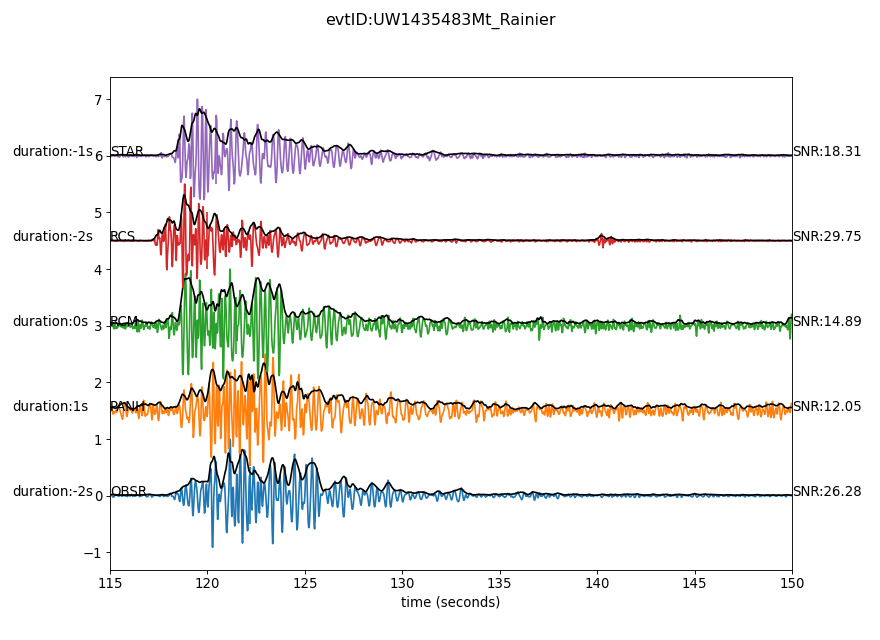 evtID:UW1435483Mt_Rainier
7
duration:-1s 6 STAR SNR:18.31
5
duration:-2s RCS SNR:29.75
4
duration:0s 3 RCM SNR:14.89
2
duration:1s PANH SNR:12.05
1
duration:-2s 0 OBSR SNR:26.28
−1
115 120 125 130 135 140 145 150
time (seconds)